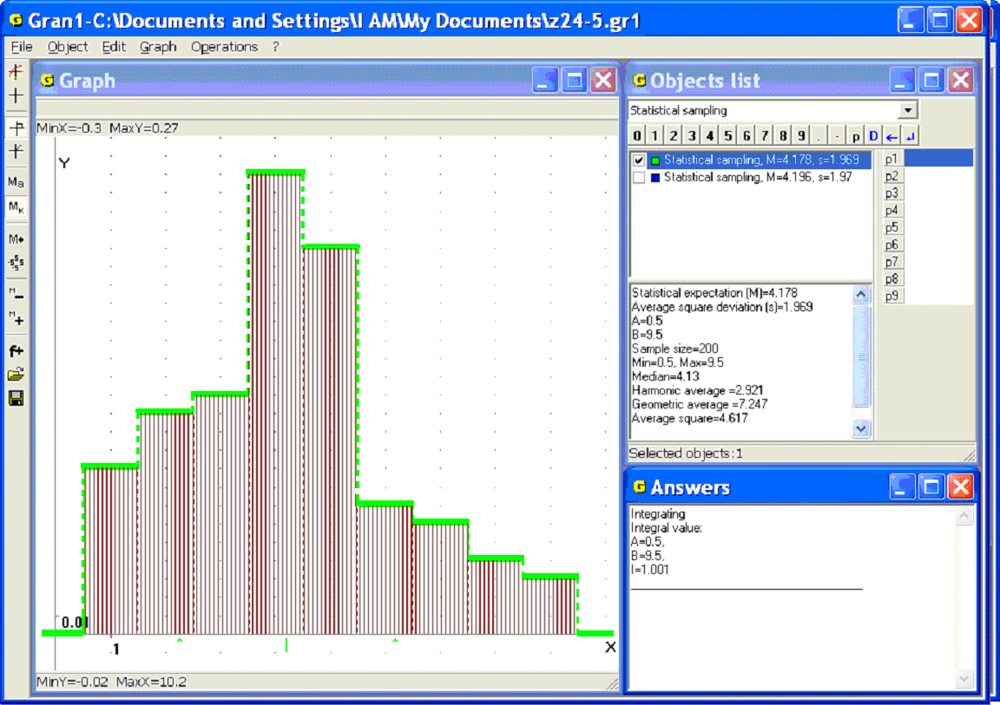 Gran1-C:\Documents and Settings\I AM\My Documents\z24-5.gr1
File Object Edit Graph Operations ?
Graph
MinX=-0.3 MaxY=0.27
Y
0.01
1
X
MinY=-0.02 MaxX=10.2
Ma
Mк
M
-5555
M
M+
f+
Objects list
Statistical sampling
0 1 2 3 4 5 6 7 8 9 . - p D ← ↲
Statistical sampling, M=4.178, s=1.969
Statistical sampling, M=4.196, s=1.97
p1
p2
p3
p4
p5
p6
p7
p8
p9
Statistical expectation (M)=4.178
Average square deviation (s)=1.969
A=0.5
B=9.5
Sample size=200
Min=0.5, Max=9.5
Median=4.13
Harmonic average =2.921
Geometric average =7.247
Average square=4.617
Selected objects:1
Answers
Integrating
Integral value:
A=0.5,
B=9.5,
I=1.001